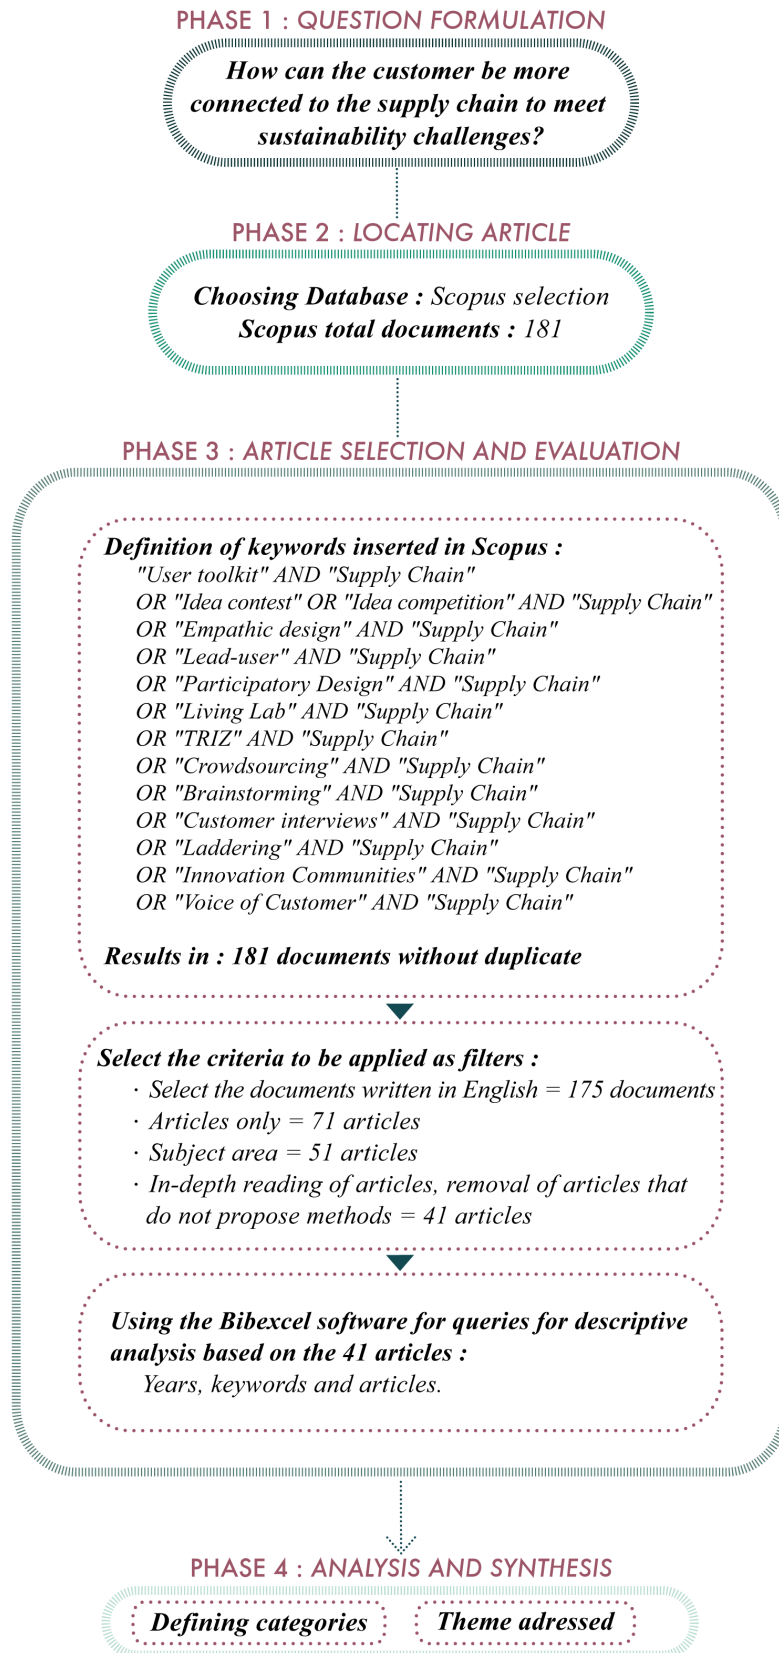 PHASE 1 : QUESTION FORMULATION
How can the customer be more
connected to the supply chain to meet
sustainability challenges?
PHASE 2 : LOCATING ARTICLE
Choosing Database : Scopus selection
Scopus total documents : 181
PHASE 3 : ARTICLE SELECTION AND EVALUATION
Definition of keywords inserted in Scopus :
"User toolkit" AND "Supply Chain"
OR "Idea contest" OR "Idea competition" AND "Supply Chain"
OR "Empathic design" AND "Supply Chain"
OR "Lead-user" AND "Supply Chain"
OR "Participatory Design" AND "Supply Chain"
OR "Living Lab" AND "Supply Chain"
OR "TRIZ" AND "Supply Chain"
OR "Crowdsourcing" AND "Supply Chain"
OR "Brainstorming" AND "Supply Chain"
OR "Customer interviews" AND "Supply Chain"
OR "Laddering" AND "Supply Chain"
OR "Innovation Communities" AND "Supply Chain"
OR "Voice of Customer" AND "Supply Chain"
Results in : 181 documents without duplicate
Select the criteria to be applied as filters :
· Select the documents written in English = 175 documents
· Articles only = 71 articles
· Subject area = 51 articles
· In-depth reading of articles, removal of articles that
do not propose methods = 41 articles
Using the Bibexcel software for queries for descriptive
analysis based on the 41 articles :
Years, keywords and articles.
PHASE 4 : ANALYSIS AND SYNTHESIS
Defining categories
Theme adressed